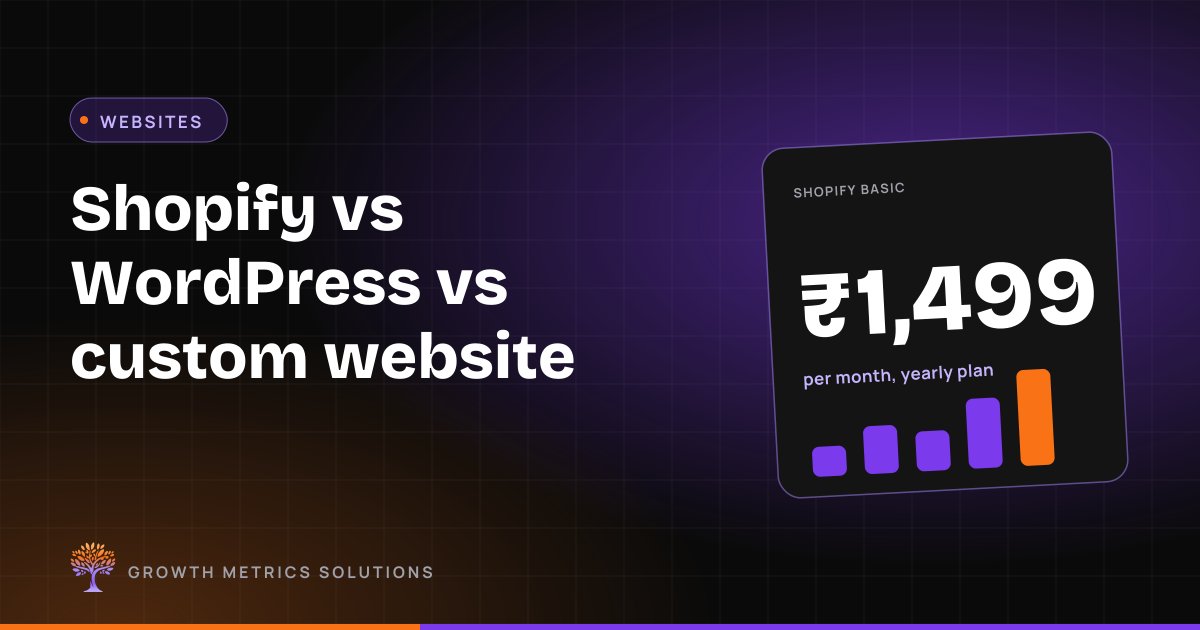 WEBSITES
Shopify vs
WordPress vs
custom website
SHOPIFY BASIC
₹1,499
per month, yearly plan
GROWTH METRICS SOLUTIONS